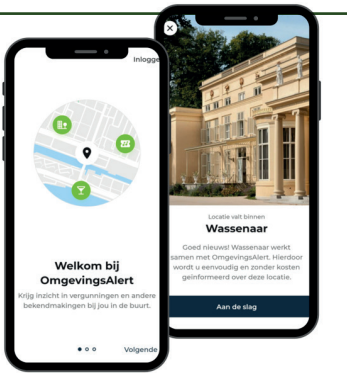 Inlogge
Welkom bij
OmgevingsAlert
Krijg inzicht in vergunningen en andere
bekendmakingen bij jou in de buurt.
Volgende
Locatie valt binnen
Wassenaar
Goed nieuws! Wassenaar werkt
samen met OmgevingsAlert. Hierdoor
wordt u eenvoudig en zonder kosten
geïnformeerd over deze locatie.
Aan de slag